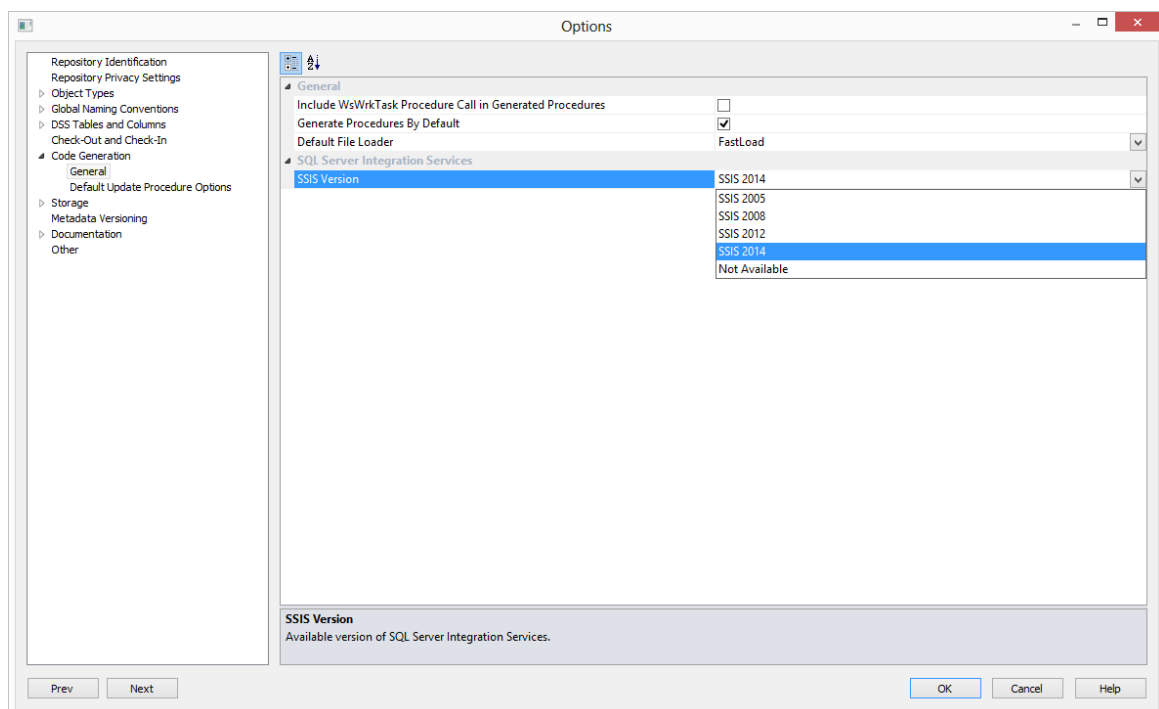 Options
Repository Identification
Repository Privacy Settings
Object Types
Global Naming Conventions
DSS Tables and Columns
Check-Out and Check-In
Code Generation
General
Default Update Procedure Options
Storage
Metadata Versioning
Documentation
Other
General
Include WsWrkTask Procedure Call in Generated Procedures
Generate Procedures By Default
Default File Loader FastLoad
SQL Server Integration Services
SSIS Version SSIS 2014
SSIS 2005
SSIS 2008
SSIS 2012
SSIS 2014
Not Available
SSIS Version
Available version of SQL Server Integration Services.
Prev Next OK Cancel Help